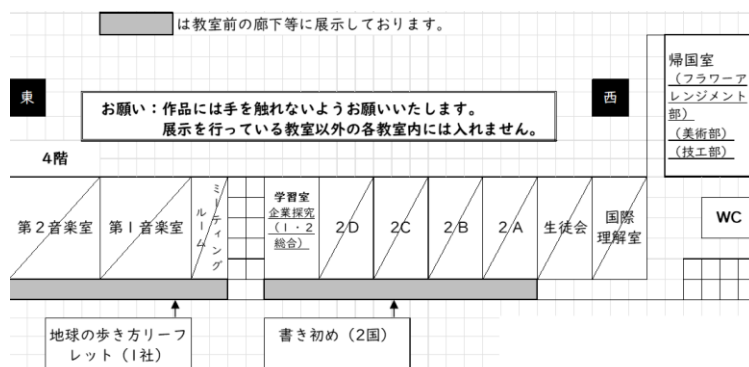 は教室前の廊下等に展示しております。
東
お願い：作品には手を触れないようお願いいたします。
展示を行っている教室以外の各教室内には入れません。
西
帰国室
（フラワーア
レンジメント
部）
（美術部）
（技工部）
4階
第２音楽室
第１音楽室
ミーティング
ルーム
学習室
企業探究
（１・２
総合）
２D
２C
２B
２A
生徒会
国際
理解室
WC
地球の歩き方リーフ
レット（１社）
書き初め（２国）